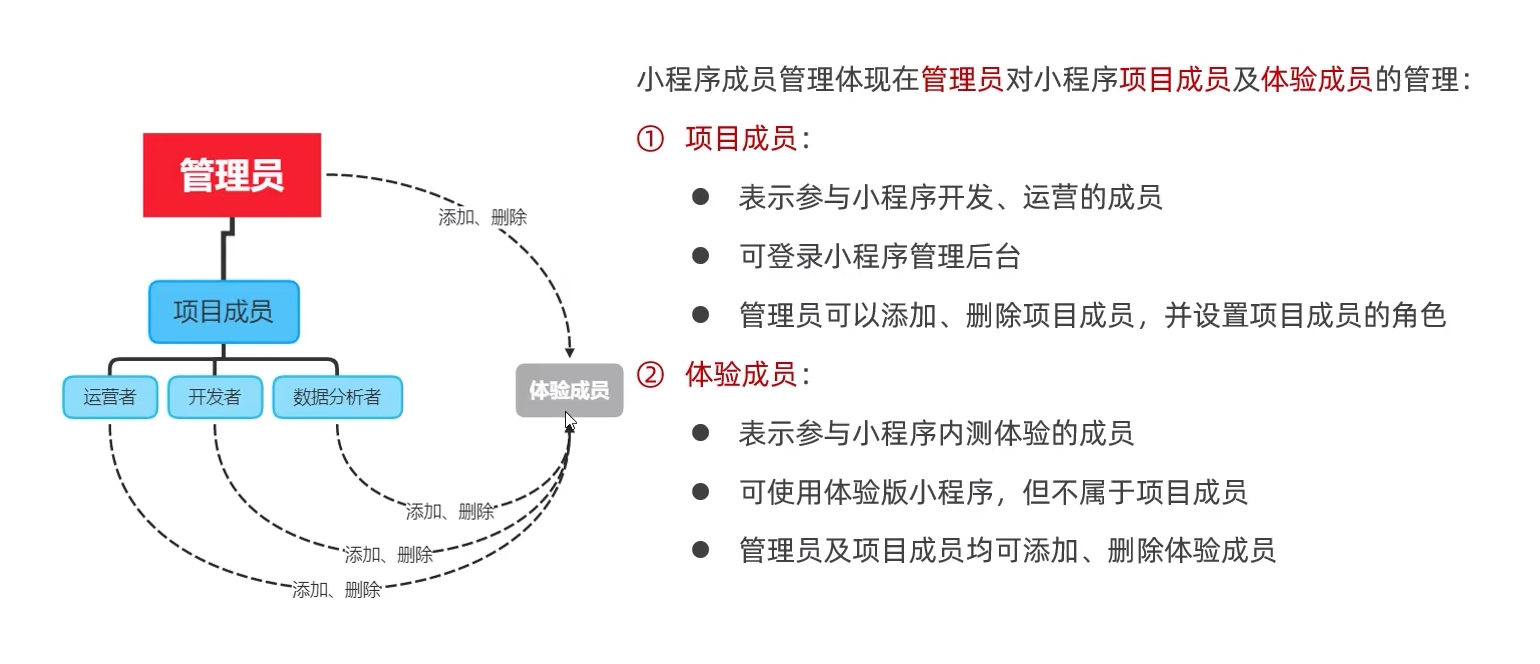 管理员
添加、删除
项目成员
运营者
开发者
数据分析者
体验成员
添加、删除
添加、删除
添加、删除
小程序成员管理体现在管理员对小程序项目成员及体验成员的管理：
① 项目成员：
● 表示参与小程序开发、运营的成员
● 可登录小程序管理后台
● 管理员可以添加、删除项目成员，并设置项目成员的角色
② 体验成员：
● 表示参与小程序内测体验的成员
● 可使用体验版小程序，但不属于项目成员
● 管理员及项目成员均可添加、删除体验成员